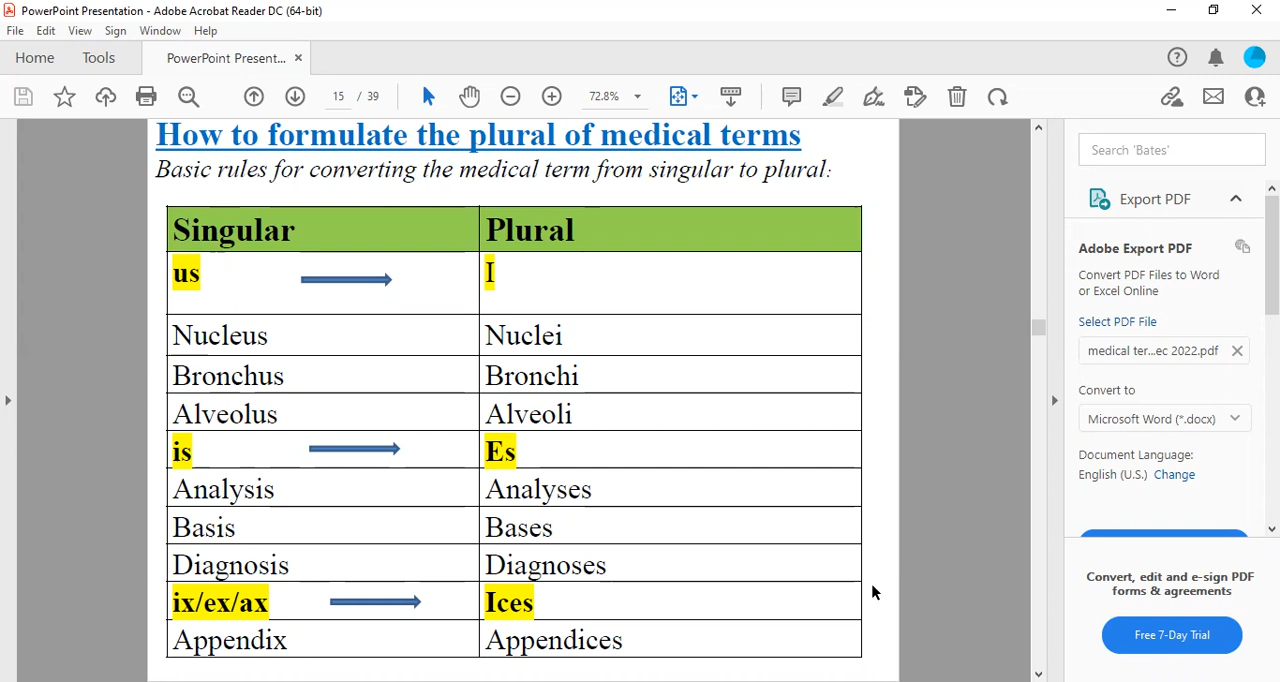 PowerPoint Presentation - Adobe Acrobat Reader DC (64-bit)
File Edit View Sign Window Help
Home Tools PowerPoint Present... ×
15 / 39 72.8%
How to formulate the plural of medical terms
Basic rules for converting the medical term from singular to plural:
Singular Plural
us I
Nucleus Nuclei
Bronchus Bronchi
Alveolus Alveoli
is Es
Analysis Analyses
Basis Bases
Diagnosis Diagnoses
ix/ex/ax Ices
Appendix Appendices
Search 'Bates'
Export PDF
Adobe Export PDF
Convert PDF Files to Word
or Excel Online
Select PDF File
medical ter...ec 2022.pdf
Convert to
Microsoft Word (*.docx)
Document Language:
English (U.S.) Change
Convert, edit and e-sign PDF
forms & agreements
Free 7-Day Trial